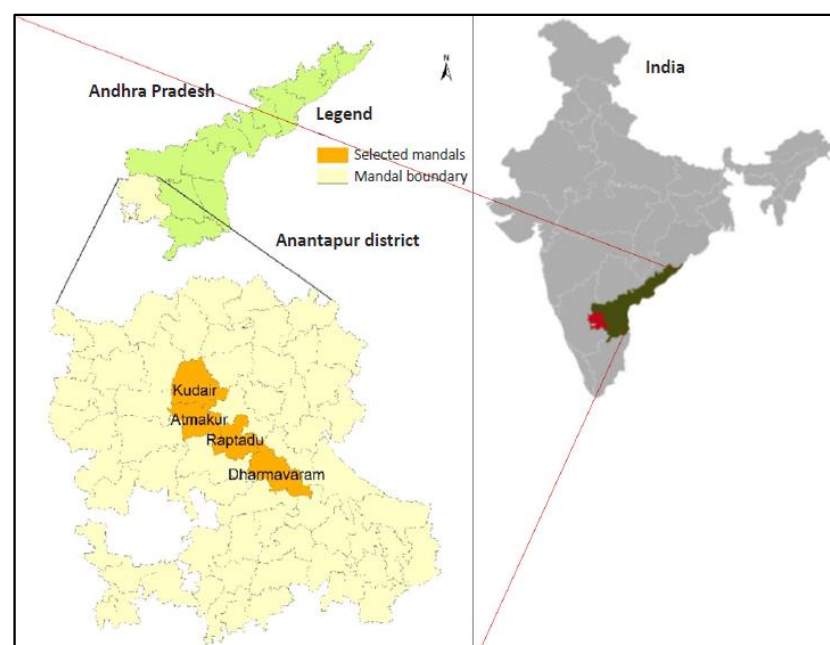 Andhra Pradesh
N
Legend
Selected mandals
Mandal boundary
Anantapur district
Kudair
Atmakur
Raptadu
Dharmavaram
India